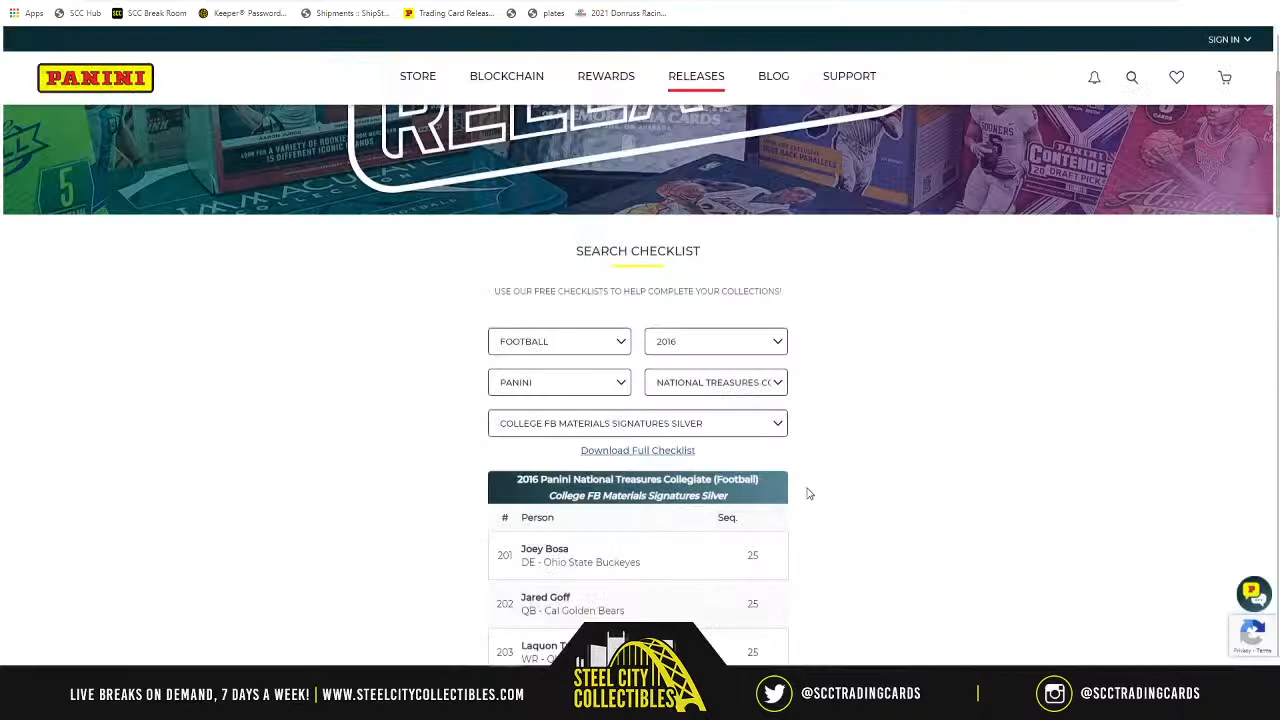 Apps SCC Hub SCC Break Room Keeper® Password... Shipments :: ShipSt... Trading Card Releas... plates 2021 Donruss Racin...
SIGN IN
PANINI STORE BLOCKCHAIN REWARDS RELEASES BLOG SUPPORT
SEARCH CHECKLIST
USE OUR FREE CHECKLISTS TO HELP COMPLETE YOUR COLLECTIONS!
FOOTBALL 2016
PANINI NATIONAL TREASURES CO
COLLEGE FB MATERIALS SIGNATURES SILVER
Download Full Checklist
2016 Panini National Treasures Collegiate (Football)
College FB Materials Signatures Silver
# Person Seq.
201 Joey Bosa 25
DE - Ohio State Buckeyes
202 Jared Goff 25
QB - Cal Golden Bears
203 Laquon 25
WR -
Privacy - Terms
LIVE BREAKS ON DEMAND, 7 DAYS A WEEK! | WWW.STEELCITYCOLLECTIBLES.COM
STEEL CITY
COLLECTIBLES
@SCCTRADINGCARDS | @SCCTRADINGCARDS